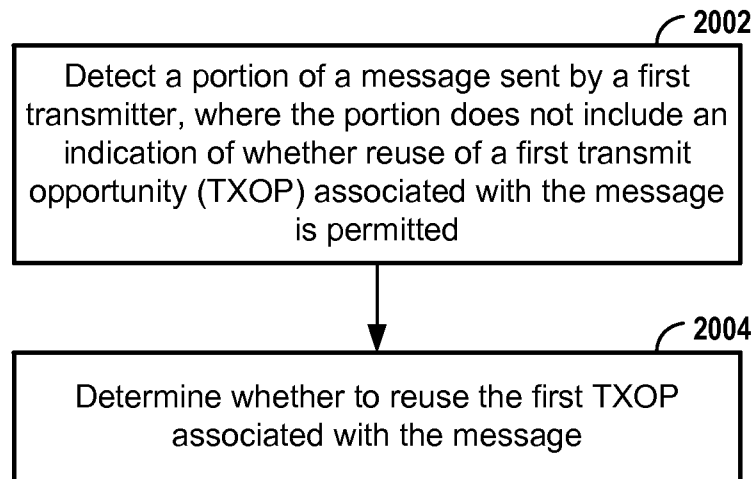 2002
Detect a portion of a message sent by a first
transmitter, where the portion does not include an
indication of whether reuse of a first transmit
opportunity (TXOP) associated with the message
is permitted
2004
Determine whether to reuse the first TXOP
associated with the message